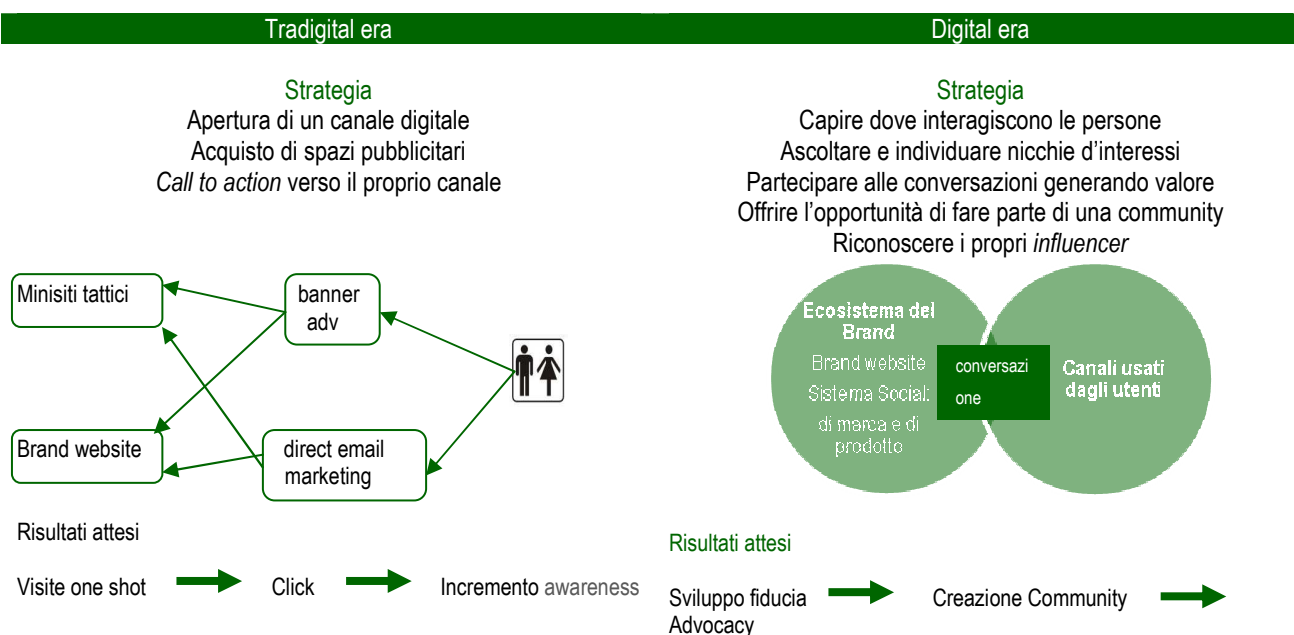 Tradigital era
Strategia
Apertura di un canale digitale
Acquisto di spazi pubblicitari
Call to action verso il proprio canale
Minisiti tattici
banner
adv
Brand website
direct email
marketing
Risultati attesi
Visite one shot
Click
Incremento awareness
Digital era
Strategia
Capire dove interagiscono le persone
Ascoltare e individuare nicchie d’interessi
Partecipare alle conversazioni generando valore
Offrire l’opportunità di fare parte di una community
Riconoscere i propri influencer
Ecosistema del
Brand
Brand website
Sistema Social:
di marca e di
prodotto
conversazi
one
Canali usati
dagli utenti
Risultati attesi
Sviluppo fiducia
Creazione Community
Advocacy